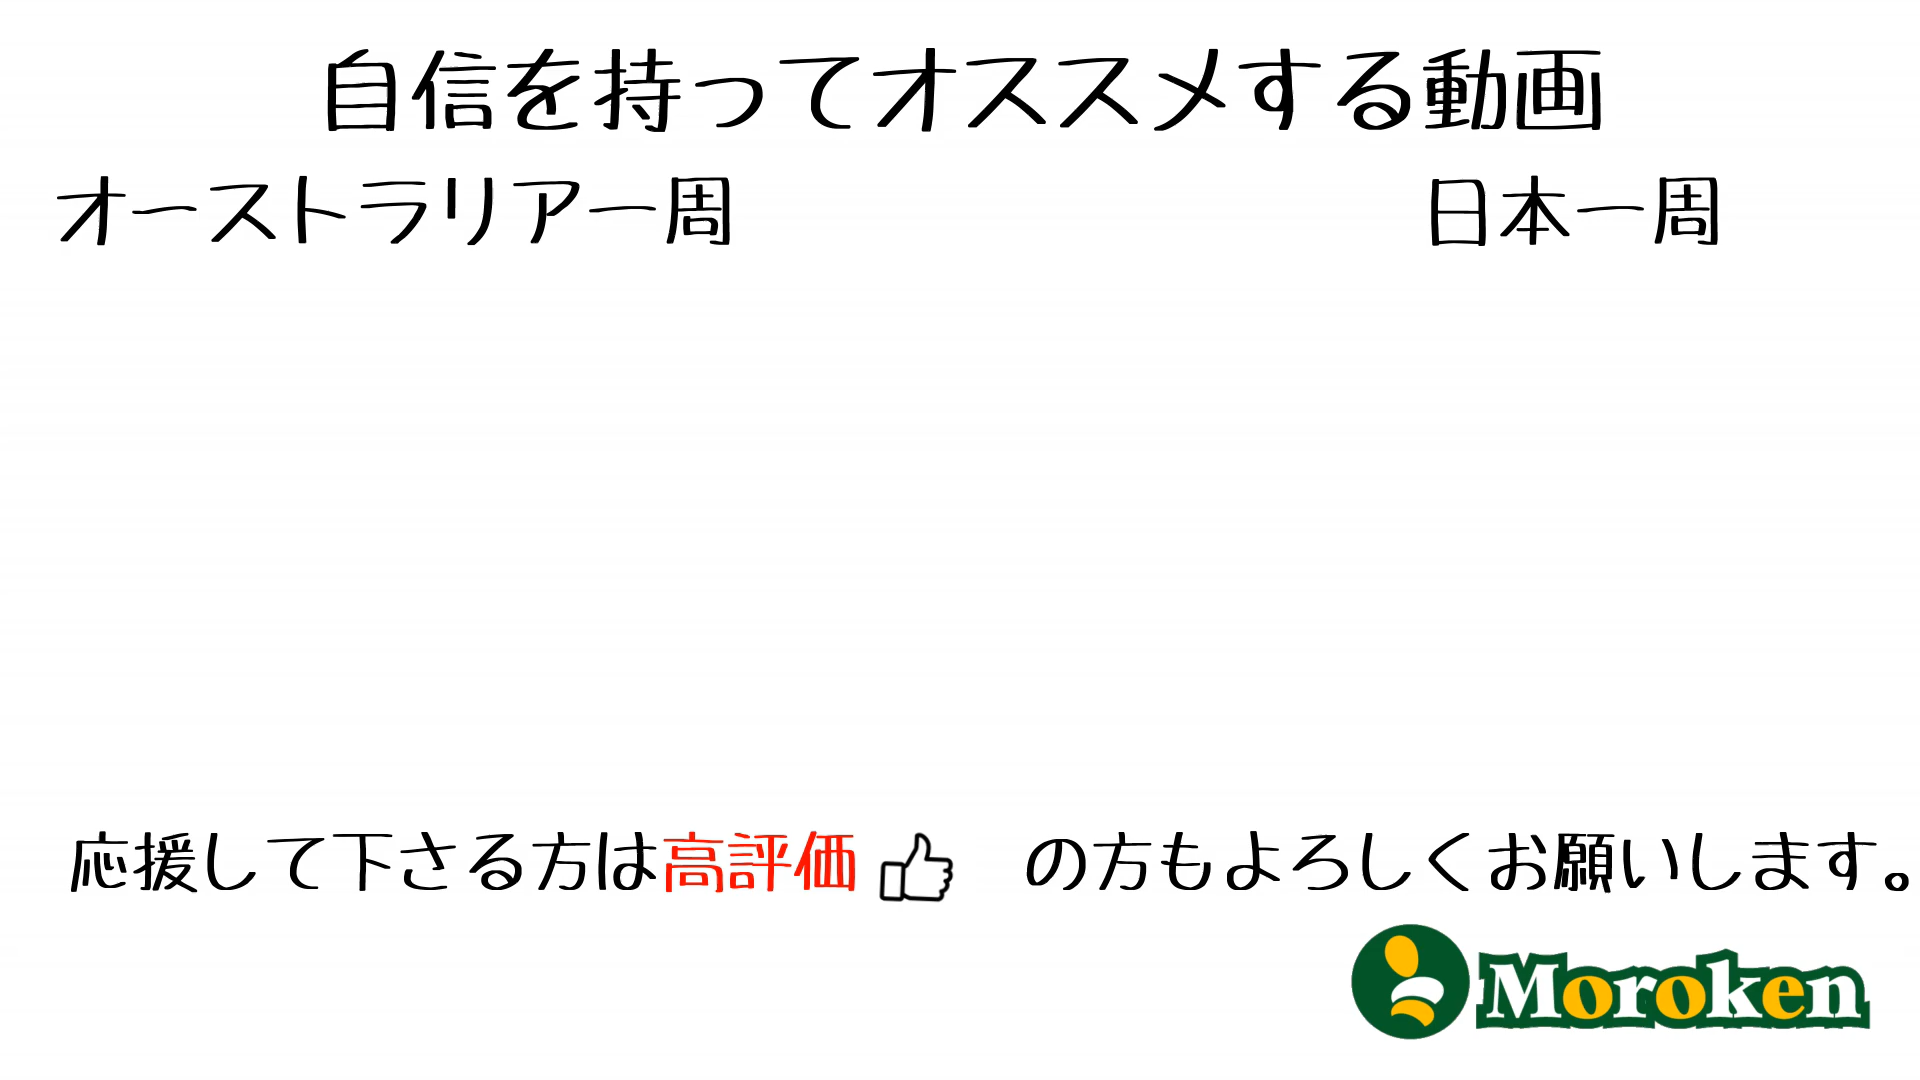 自信を持ってオススメする動画
オーストラリア一周
日本一周
応援して下さる方は高評価 の方もよろしくお願いします。
Moroken